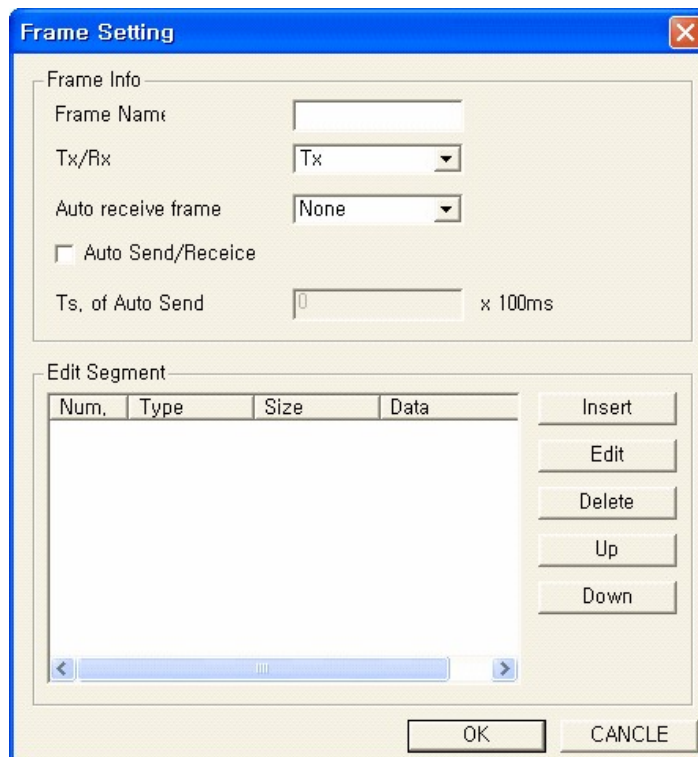 Frame Setting
Frame Info
Frame Name
Tx/Rx Tx
Auto receive frame None
Auto Send/Receice
Ts, of Auto Send 0 x 100ms
Edit Segment
Num, Type Size Data
Insert
Edit
Delete
Up
Down
OK CANCLE